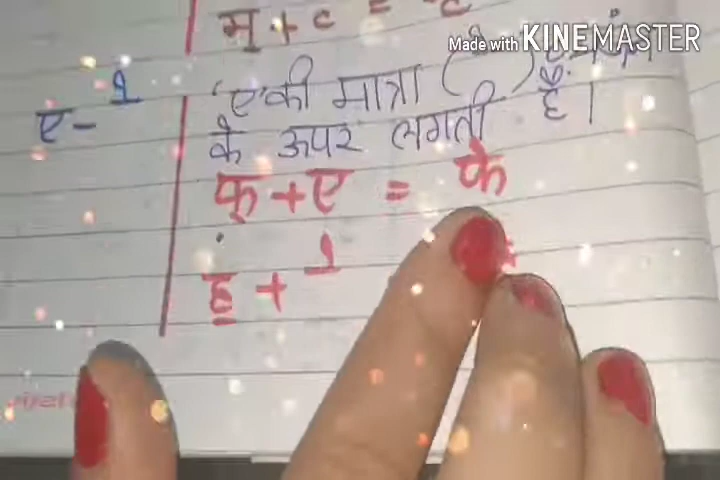 Made with KINEMASTER
म् +
ए - े 'ए' की मात्रा ( े )
के ऊपर लगती हैं।
फ् + ए = फे
ह + े